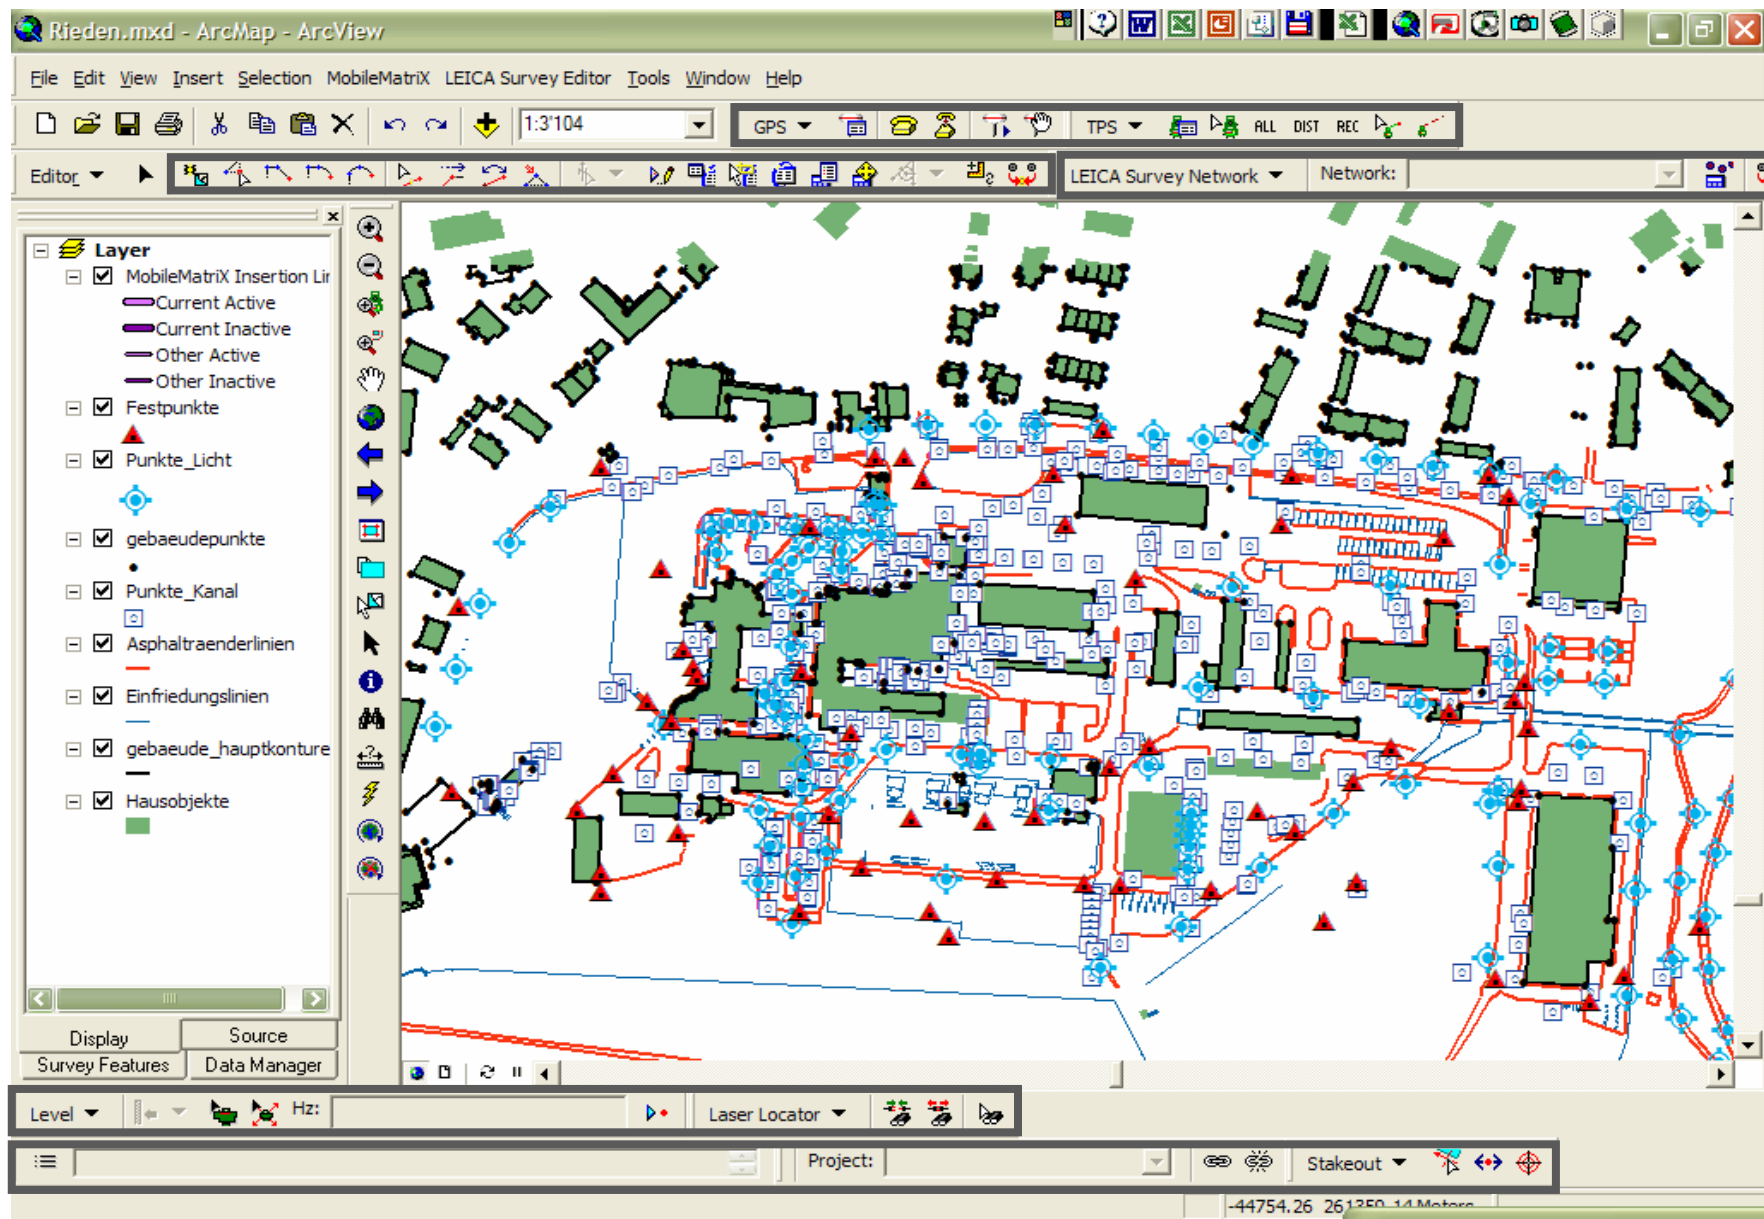 Rieden.mxd - ArcMap - ArcView
File Edit View Insert Selection MobileMatriX LEICA Survey Editor Tools Window Help
1:3'104
GPS
TPS
ALL DIST REC
Editor
LEICA Survey Network
Network:
Layer
MobileMatriX Insertion Lir
Current Active
Current Inactive
Other Active
Other Inactive
Festpunkte
Punkte_Licht
gebaeudepunkte
Punkte_Kanal
Asphaltraenderlinien
Einfriedungslinien
gebaeude_hauptkonture
Hausobjekte
Display Source
Survey Features Data Manager
Level
Hz:
Laser Locator
Project:
Stakeout
-44754.26